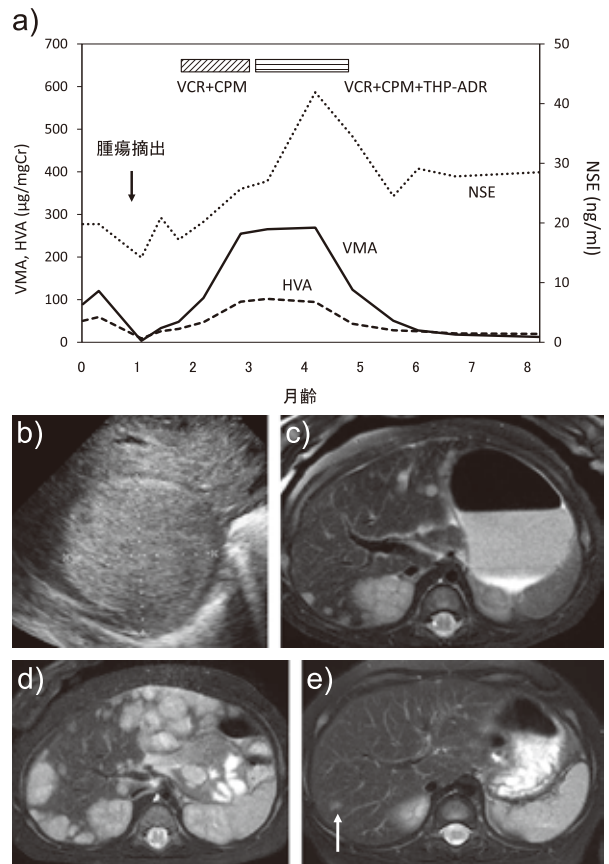 a)
700
600
500
400
300
200
100
0
VMA, HVA (μg/mgCr)
50
40
30
20
10
0
NSE (ng/ml)
VCR+CPM
VCR+CPM+THP-ADR
腫瘍摘出
NSE
VMA
HVA
0 1 2 3 4 5 6 7 8
月齢
b)
c)
d)
e)